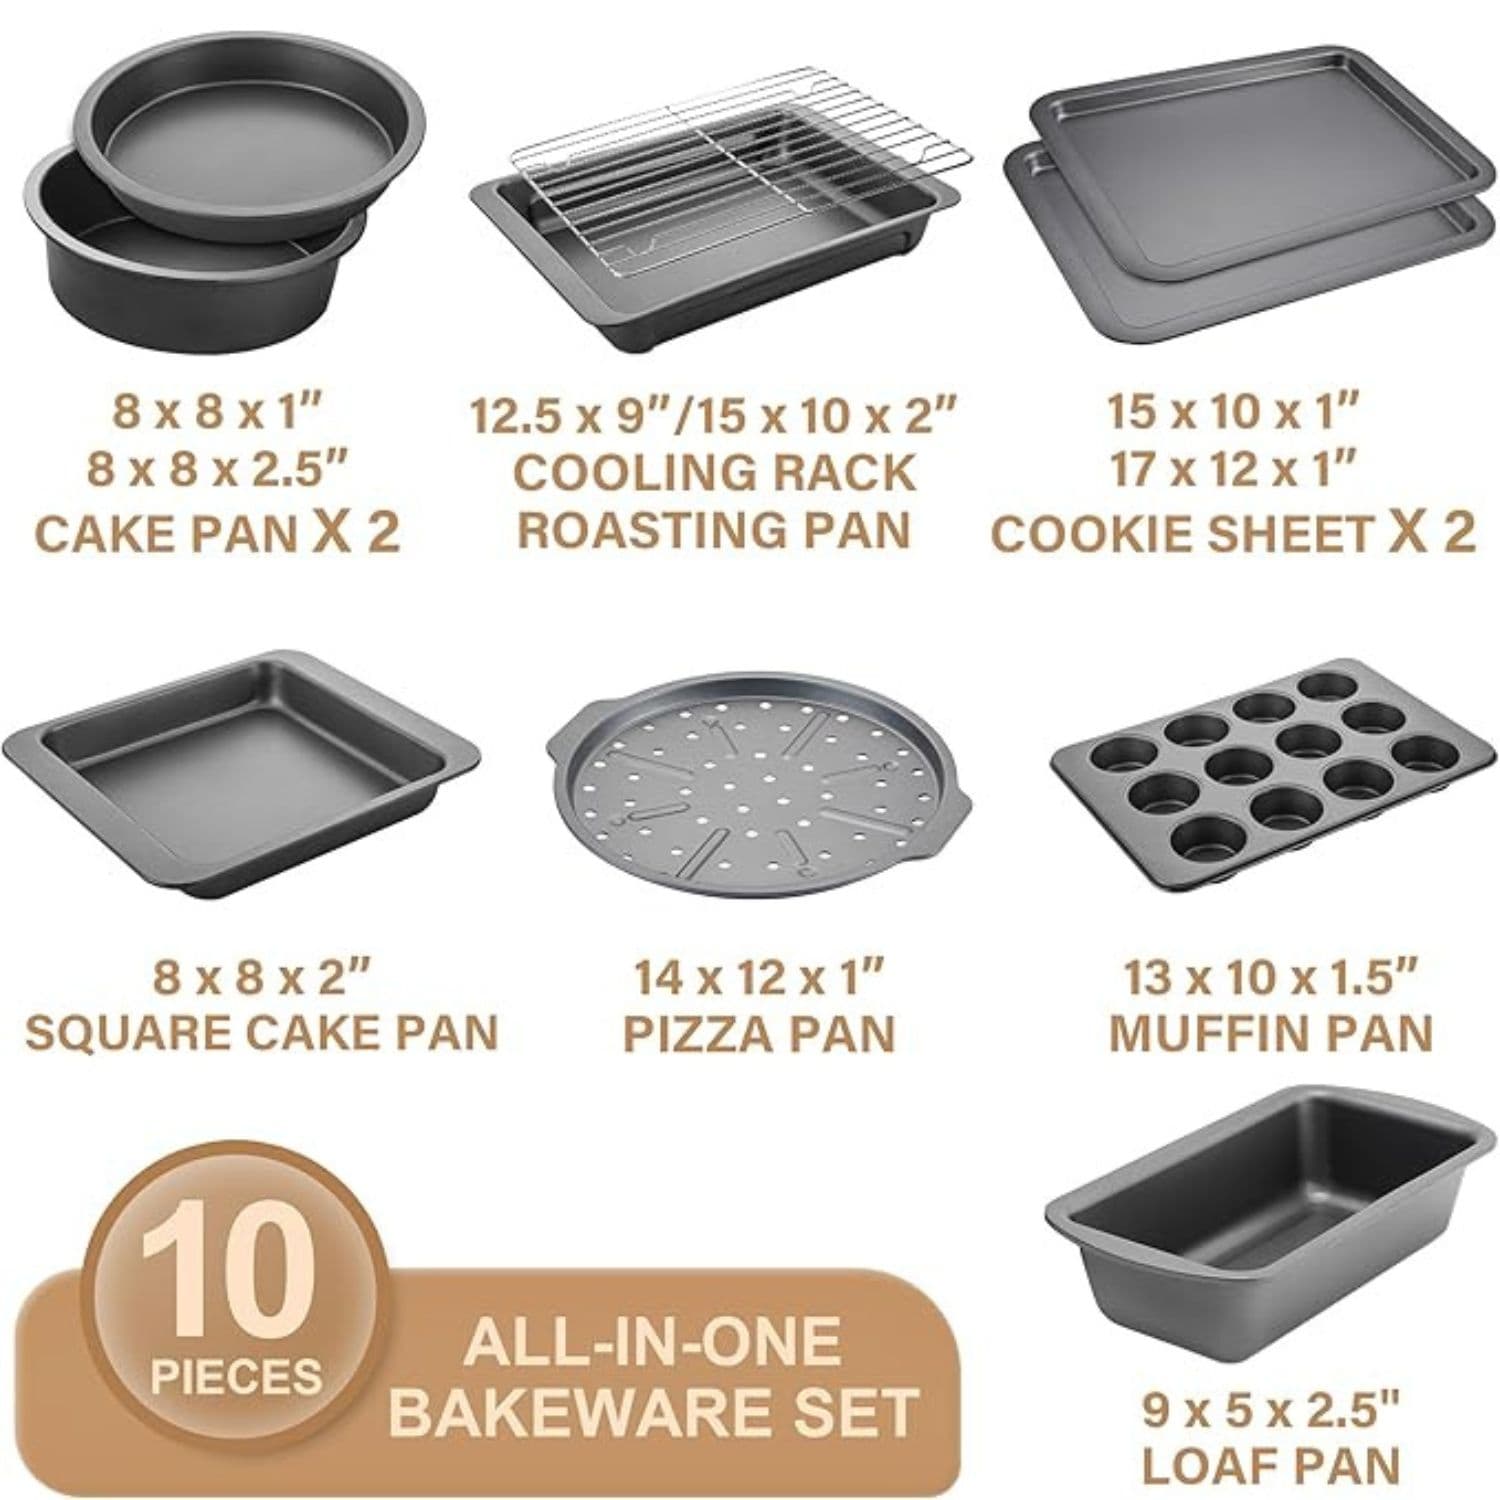 8 x 8 x 1"
8 x 8 x 2.5"
CAKE PAN X 2
12.5 x 9"/15 x 10 x 2"
COOLING RACK
ROASTING PAN
15 x 10 x 1"
17 x 12 x 1"
COOKIE SHEET X 2
8 x 8 x 2"
SQUARE CAKE PAN
14 x 12 x 1"
PIZZA PAN
13 x 10 x 1.5"
MUFFIN PAN
10
PIECES
ALL-IN-ONE
BAKEWARE SET
9 x 5 x 2.5"
LOAF PAN